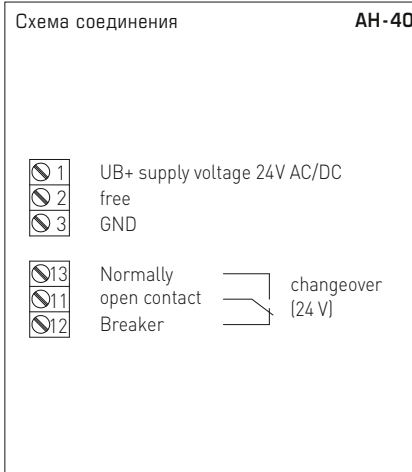 Схема соединения AH-40
1 UB+ supply voltage 24V AC/DC
2 free
3 GND
13 Normally
11 open contact
12 Breaker
changeover
(24 V)